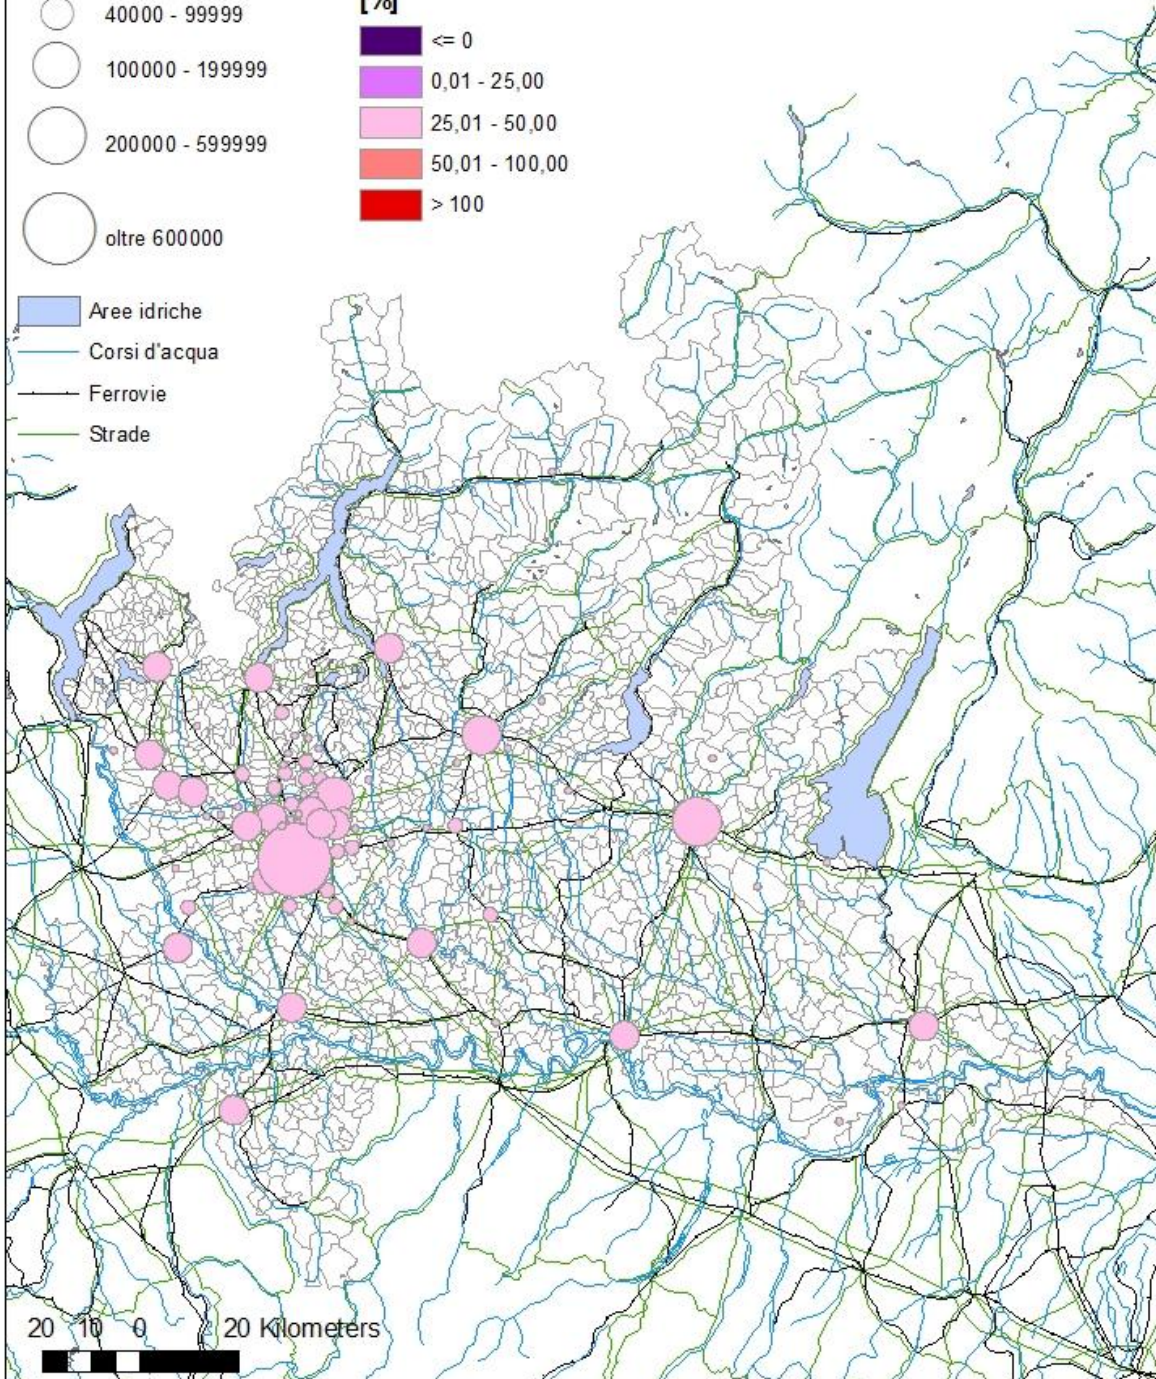 40000 - 99999
100000 - 199999
200000 - 599999
oltre 600000
[%]
<= 0
0,01 - 25,00
25,01 - 50,00
50,01 - 100,00
> 100
Aree idriche
Corsi d'acqua
Ferrovie
Strade
20 10 0 20 Kilometers